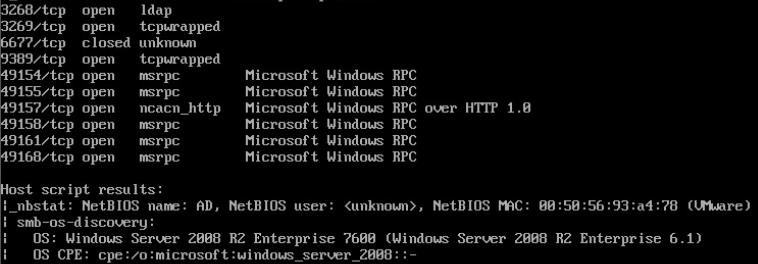 3268/tcp open ldap
3269/tcp open tcpwrapped
6677/tcp closed unknown
9389/tcp open tcpwrapped
49154/tcp open msrpc Microsoft Windows RPC
49155/tcp open msrpc Microsoft Windows RPC
49157/tcp open ncacn_http Microsoft Windows RPC over HTTP 1.0
49158/tcp open msrpc Microsoft Windows RPC
49161/tcp open msrpc Microsoft Windows RPC
49168/tcp open msrpc Microsoft Windows RPC
Host script results:
|_nbstat: NetBIOS name: AD, NetBIOS user: <unknown>, NetBIOS MAC: 00:50:56:93:a4:78 (VMware)
| smb-os-discovery:
|   OS: Windows Server 2008 R2 Enterprise 7600 (Windows Server 2008 R2 Enterprise 6.1)
|   OS CPE: cpe:/o:microsoft:windows_server_2008::-